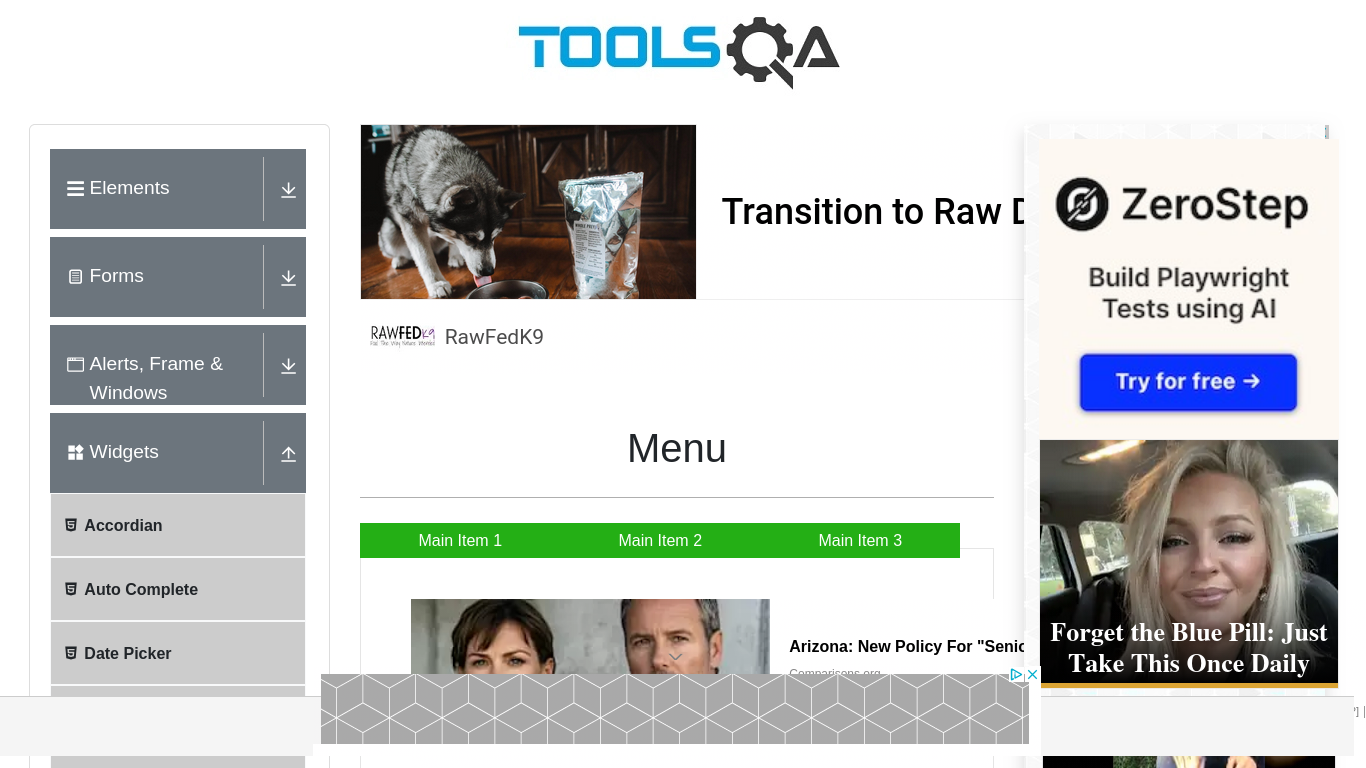 TOOLSQA
Elements
Forms
Alerts, Frame &
Windows
Widgets
Accordian
Auto Complete
Date Picker
Transition to Raw D
RAWFEDK9
RawFedK9
Menu
Main Item 1
Main Item 2
Main Item 3
Arizona: New Policy For "Senio
Comparisons.org
ZeroStep
Build Playwright
Tests using AI
Try for free →
Forget the Blue Pill: Just
Take This Once Daily